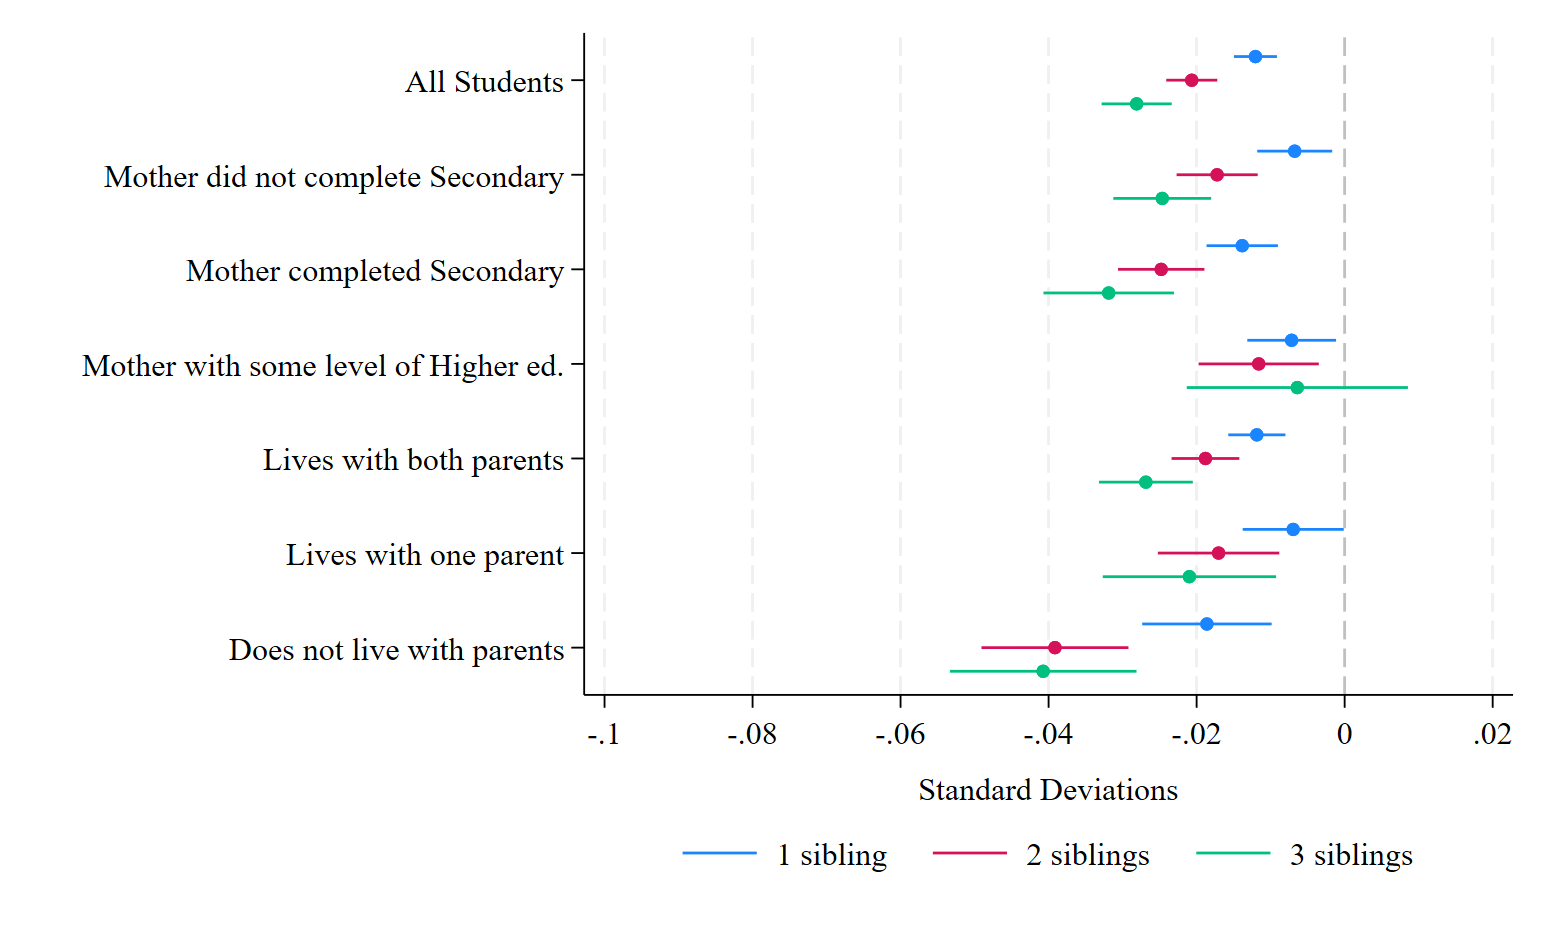 All Students
Mother did not complete Secondary
Mother completed Secondary
Mother with some level of Higher ed.
Lives with both parents
Lives with one parent
Does not live with parents
-.1 -.08 -.06 -.04 -.02 0 .02
Standard Deviations
1 sibling 2 siblings 3 siblings